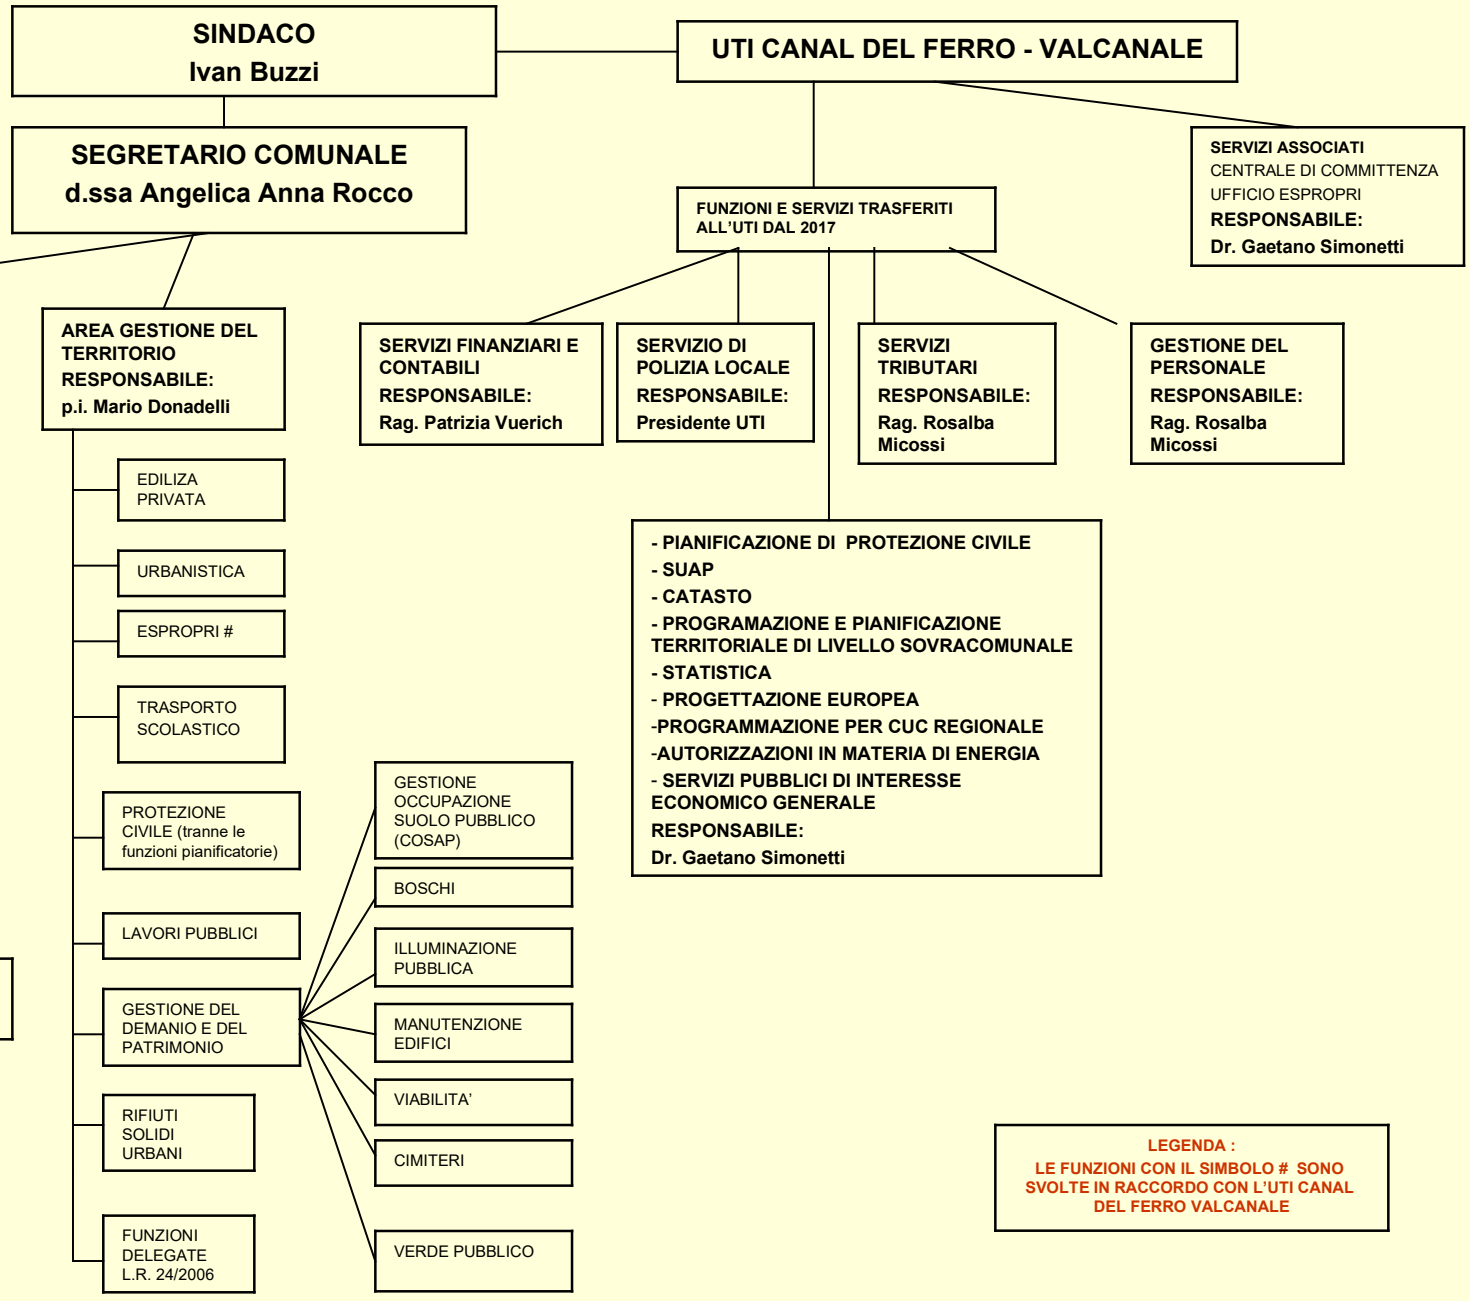 SINDACO
Ivan Buzzi
UTI CANAL DEL FERRO - VALCANALE
SEGRETARIO COMUNALE
d.ssa Angelica Anna Rocco
SERVIZI ASSOCIATI
CENTRALE DI COMMITTENZA
UFFICIO ESPROPRI
RESPONSABILE:
Dr. Gaetano Simonetti
FUNZIONI E SERVIZI TRASFERITI
ALL'UTI DAL 2017
AREA GESTIONE DEL
TERRITORIO
RESPONSABILE:
p.i. Mario Donadelli
SERVIZI FINANZIARI E
CONTABILI
RESPONSABILE:
Rag. Patrizia Vuerich
SERVIZIO DI
POLIZIA LOCALE
RESPONSABILE:
Presidente UTI
SERVIZI
TRIBUTARI
RESPONSABILE:
Rag. Rosalba
Micossi
GESTIONE DEL
PERSONALE
RESPONSABILE:
Rag. Rosalba
Micossi
EDILIZA
PRIVATA
URBANISTICA
ESPROPRI #
TRASPORTO
SCOLASTICO
PROTEZIONE
CIVILE (tranne le
funzioni pianificatorie)
LAVORI PUBBLICI
GESTIONE DEL
DEMANIO E DEL
PATRIMONIO
RIFIUTI
SOLIDI
URBANI
FUNZIONI
DELEGATE
L.R. 24/2006
GESTIONE
OCCUPAZIONE
SUOLO PUBBLICO
(COSAP)
BOSCHI
ILLUMINAZIONE
PUBBLICA
MANUTENZIONE
EDIFICI
VIABILITA'
CIMITERI
VERDE PUBBLICO
- PIANIFICAZIONE DI PROTEZIONE CIVILE
- SUAP
- CATASTO
- PROGRAMAZIONE E PIANIFICAZIONE
TERRITORIALE DI LIVELLO SOVRACOMUNALE
- STATISTICA
- PROGETTAZIONE EUROPEA
-PROGRAMMAZIONE PER CUC REGIONALE
-AUTORIZZAZIONI IN MATERIA DI ENERGIA
- SERVIZI PUBBLICI DI INTERESSE
ECONOMICO GENERALE
RESPONSABILE:
Dr. Gaetano Simonetti
LEGENDA :
LE FUNZIONI CON IL SIMBOLO # SONO
SVOLTE IN RACCORDO CON L'UTI CANAL
DEL FERRO VALCANALE